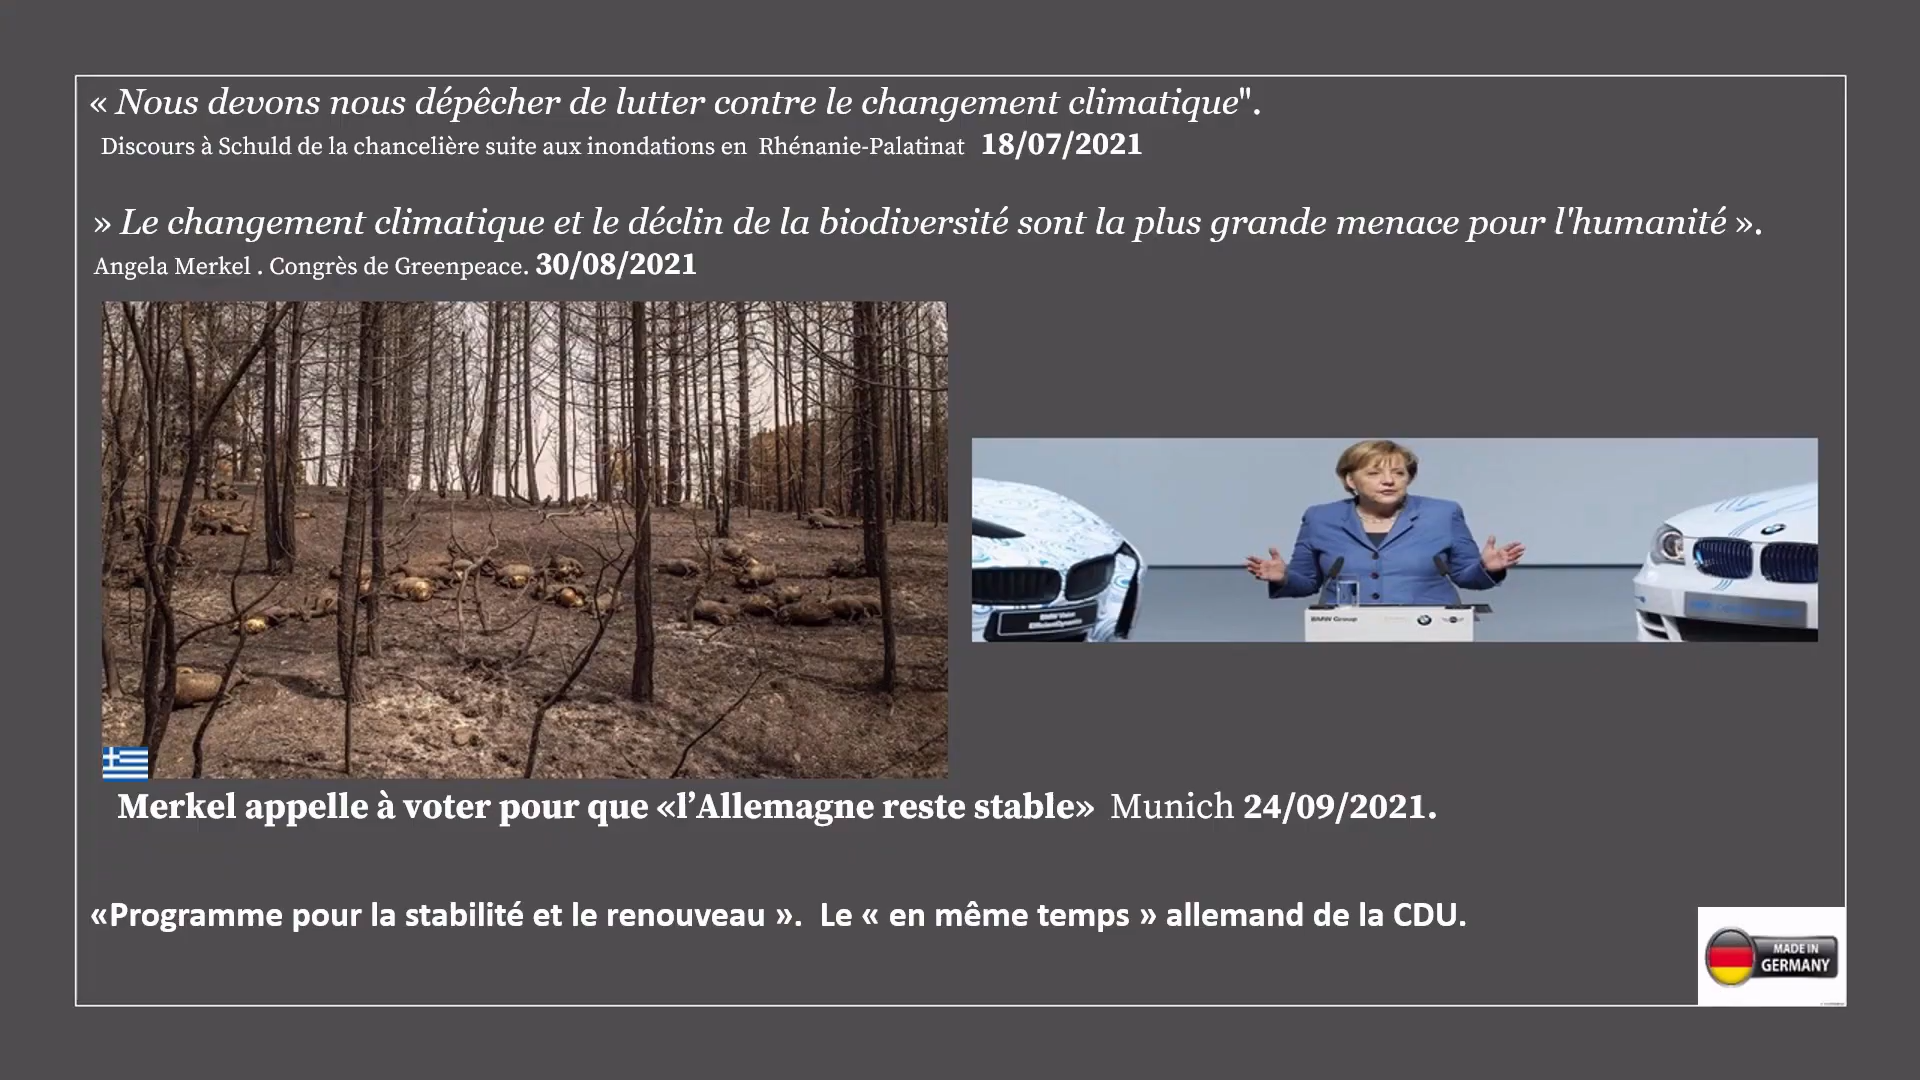 « Nous devons nous dépêcher de lutter contre le changement climatique".
Discours à Schuld de la chancelière suite aux inondations en Rhénanie-Palatinat 18/07/2021
» Le changement climatique et le déclin de la biodiversité sont la plus grande menace pour l'humanité ».
Angela Merkel . Congrès de Greenpeace. 30/08/2021
BMW Group
Merkel appelle à voter pour que «l’Allemagne reste stable» Munich 24/09/2021.
«Programme pour la stabilité et le renouveau ». Le « en même temps » allemand de la CDU.
MADE IN
GERMANY